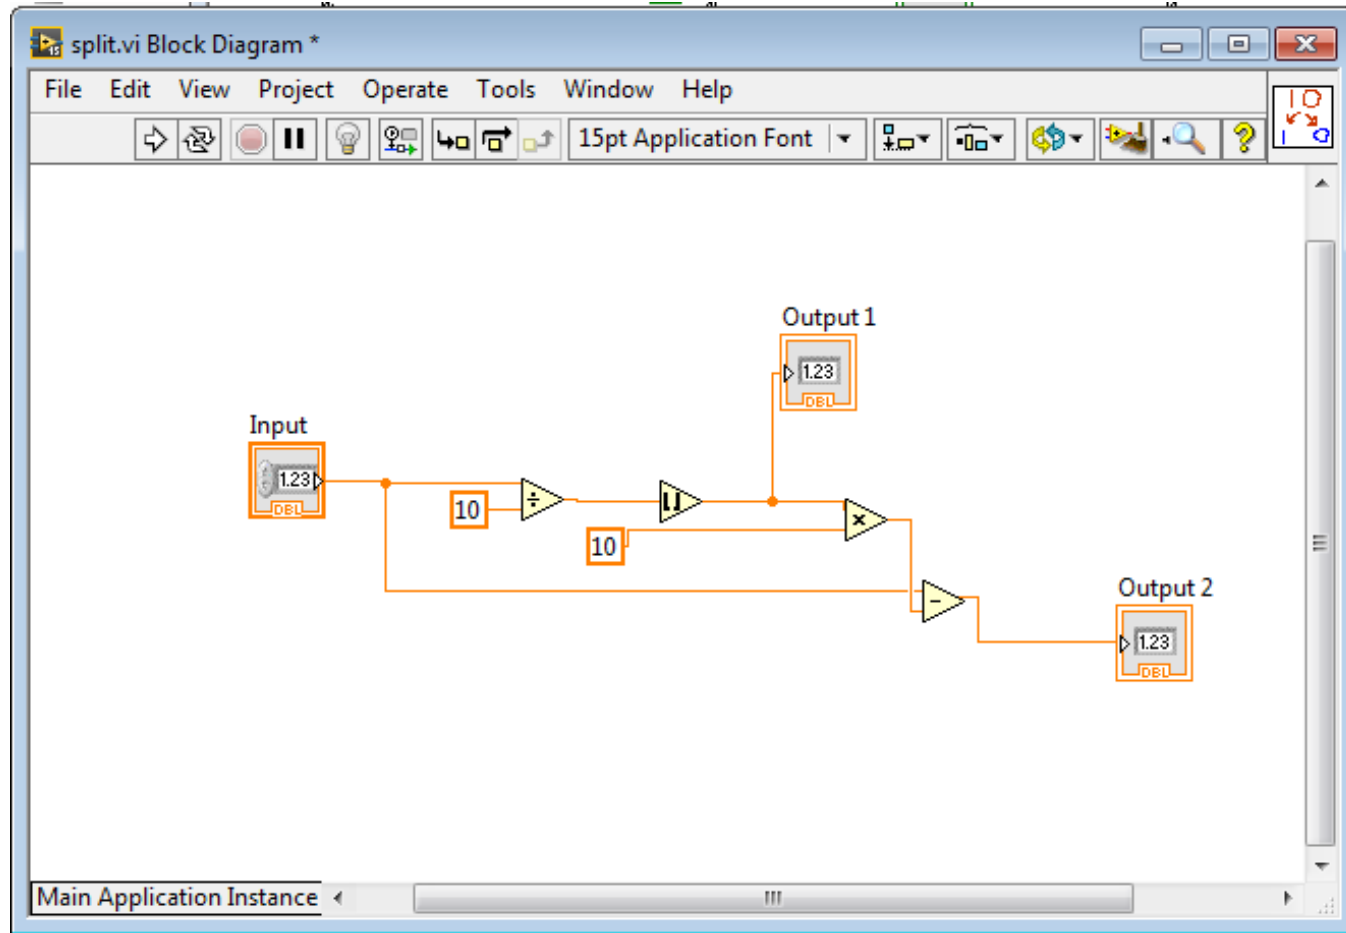 split.vi Block Diagram *
File Edit View Project Operate Tools Window Help
15pt Application Font
Output 1
1.23
DBL
Input
1.23
DBL
10
÷
10
×
-
Output 2
1.23
DBL
Main Application Instance